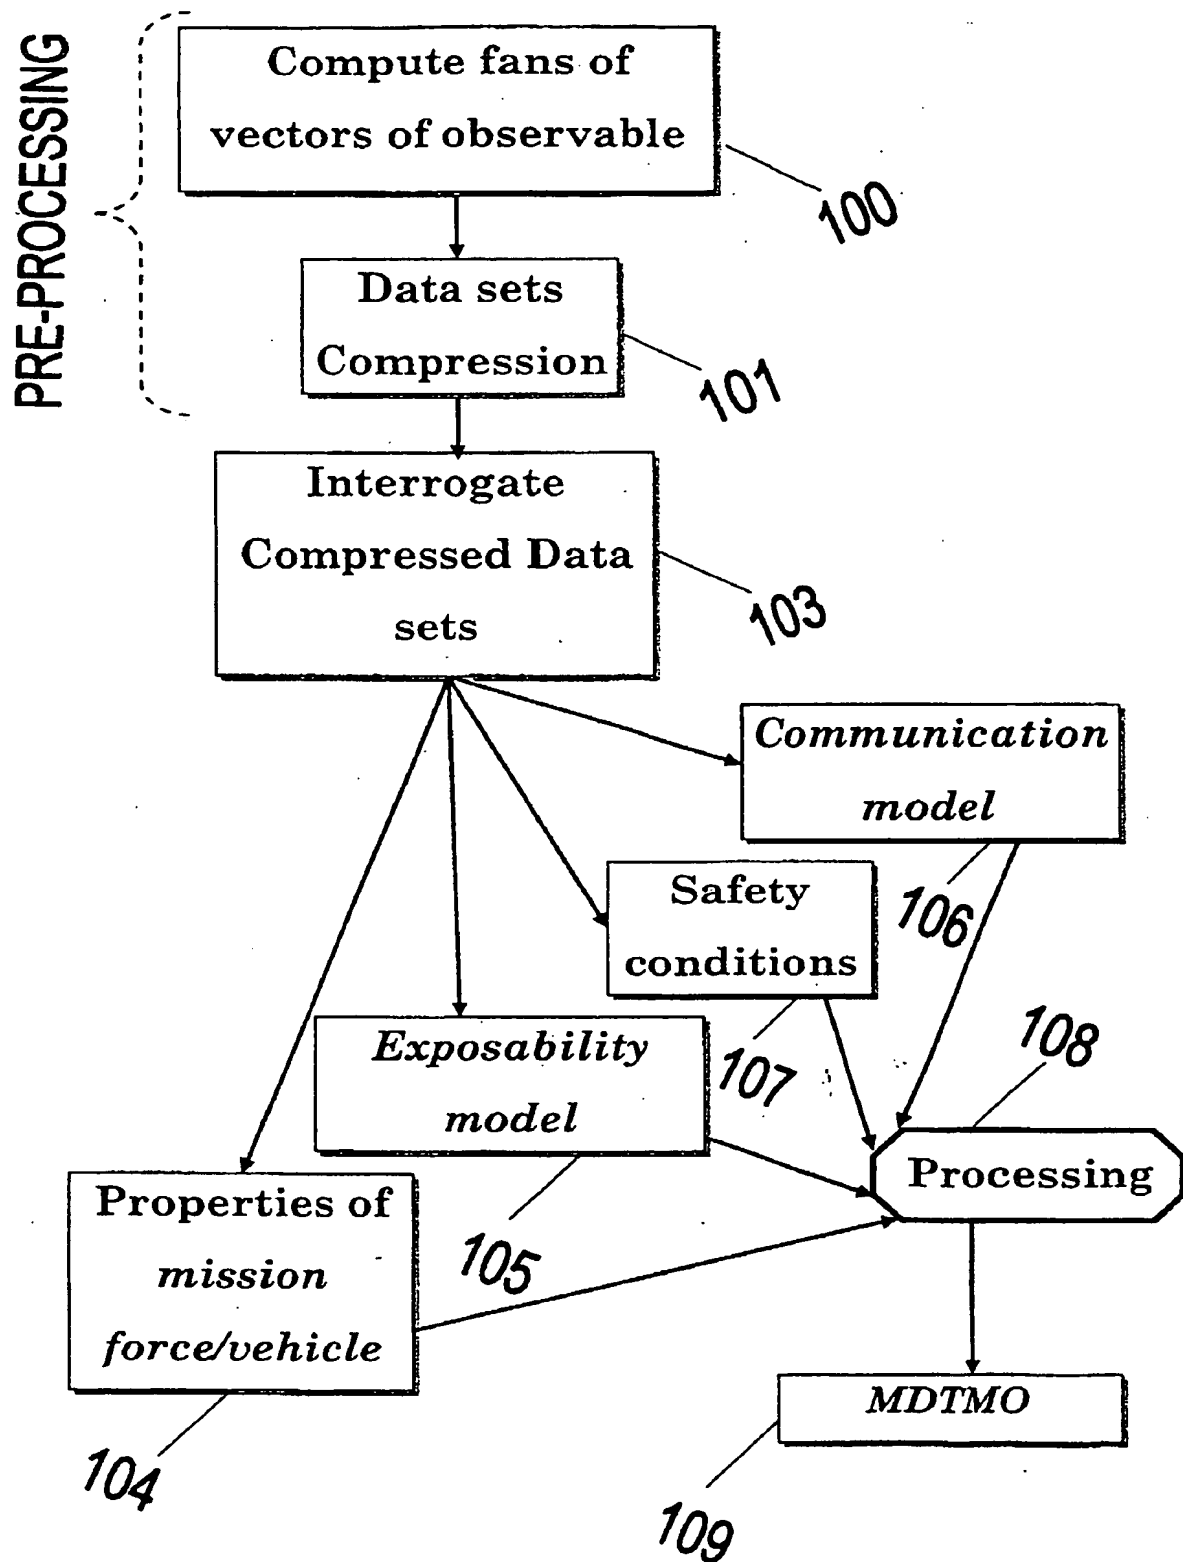 PRE-PROCESSING
Compute fans of
vectors of observable
100
Data sets
Compression
101
Interrogate
Compressed Data
sets
103
Communication
model
106
Safety
conditions
107
Exposability
model
105
108
Processing
Properties of
mission
force/vehicle
104
MDTMO
109